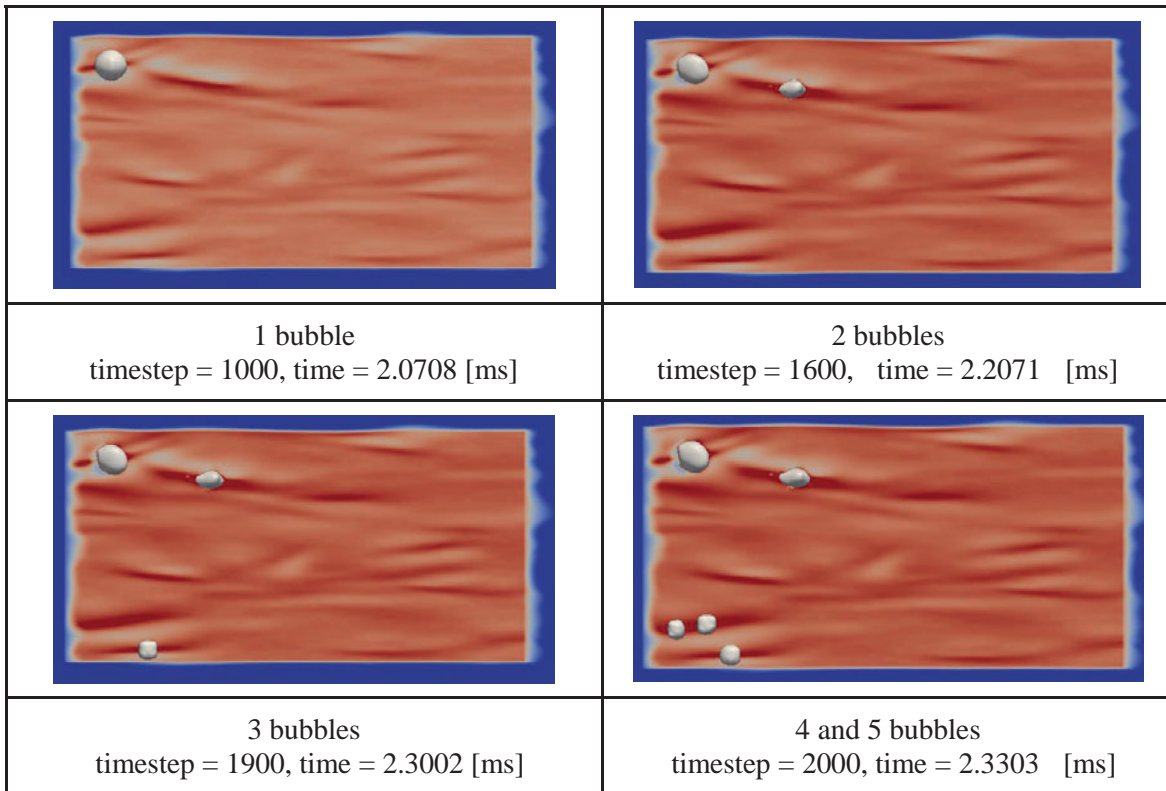 1 bubble
timestep = 1000, time = 2.0708 [ms]
2 bubbles
timestep = 1600, time = 2.2071 [ms]
3 bubbles
timestep = 1900, time = 2.3002 [ms]
4 and 5 bubbles
timestep = 2000, time = 2.3303 [ms]